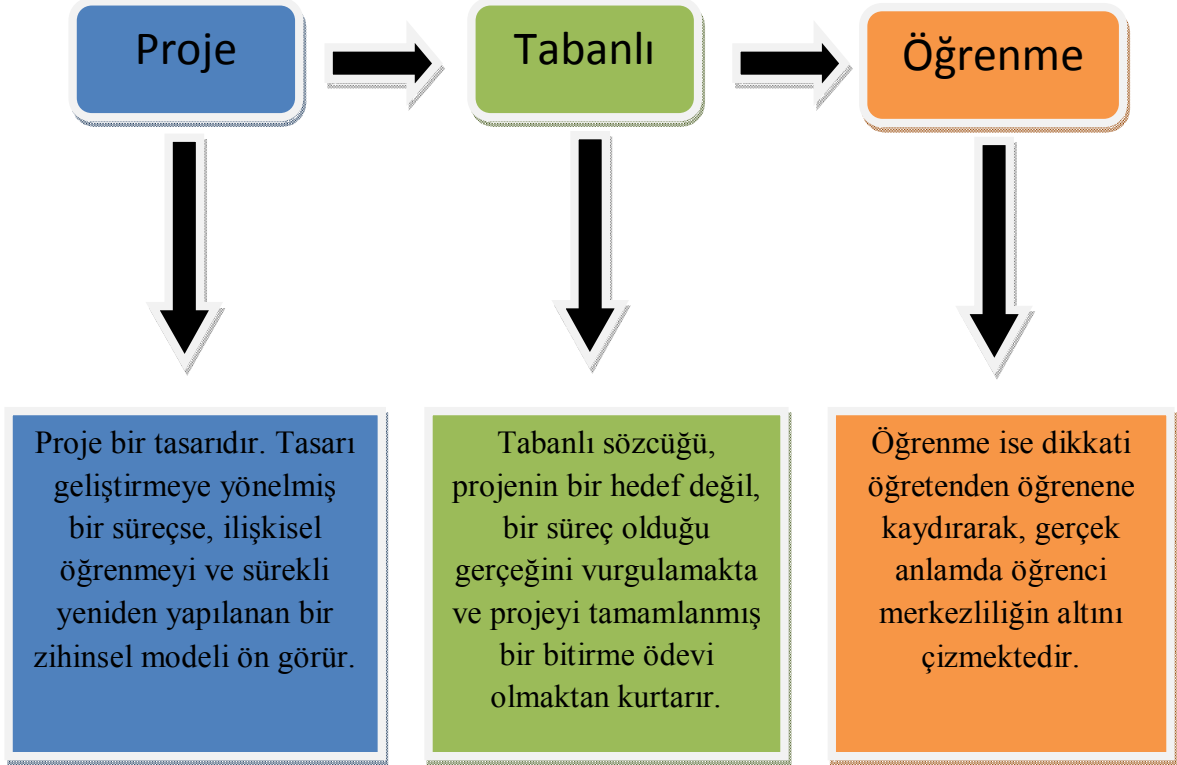 Proje
Tabanlı
Öğrenme
Proje bir tasarıdır. Tasarı
geliştirmeye yönelmiş
bir süreçse, ilişkisel
öğrenmeyi ve sürekli
yeniden yapılanan bir
zihinsel modeli ön görür.
Tabanlı sözcüğü,
projenin bir hedef değil,
bir süreç olduğu
gerçeğini vurgulamakta
ve projeyi tamamlanmış
bir bitirme ödevi
olmaktan kurtarır.
Öğrenme ise dikkati
öğretenden öğrenene
kaydırarak, gerçek
anlamda öğrenci
merkezliliğin altını
çizmektedir.